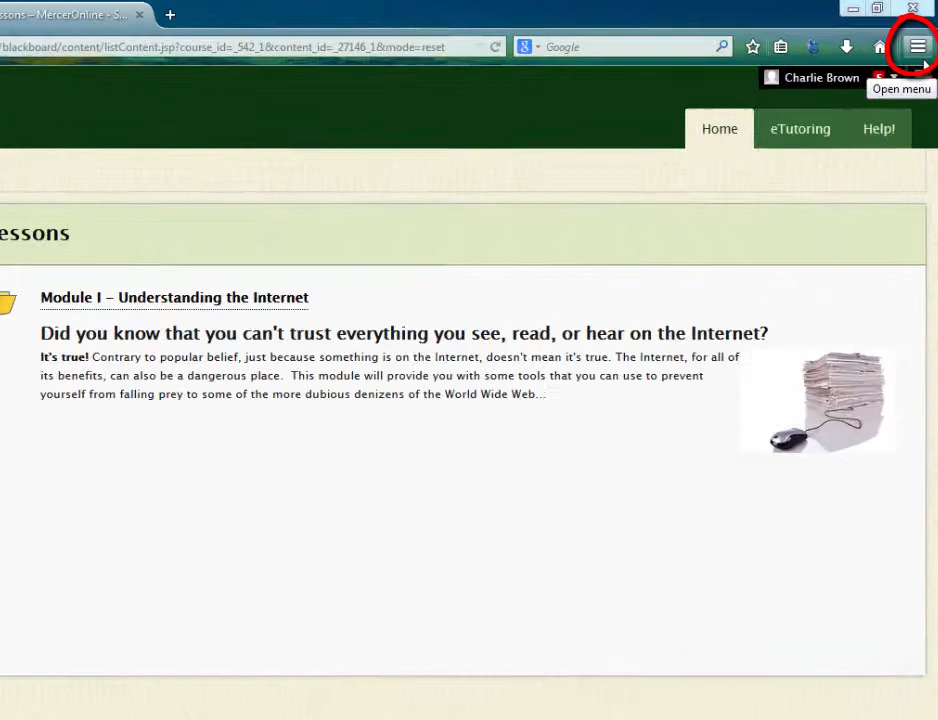 ssons – MercerOnline - S...
/blackboard/content/listContent.jsp?course_id=_542_1&content_id=_27146_1&mode=reset
8 Google
Charlie Brown 5
Open menu
Home eTutoring Help!
essons
Module I – Understanding the Internet
Did you know that you can't trust everything you see, read, or hear on the Internet?
It's true! Contrary to popular belief, just because something is on the Internet, doesn't mean it's true. The Internet, for all of
its benefits, can also be a dangerous place. This module will provide you with some tools that you can use to prevent
yourself from falling prey to some of the more dubious denizens of the World Wide Web...